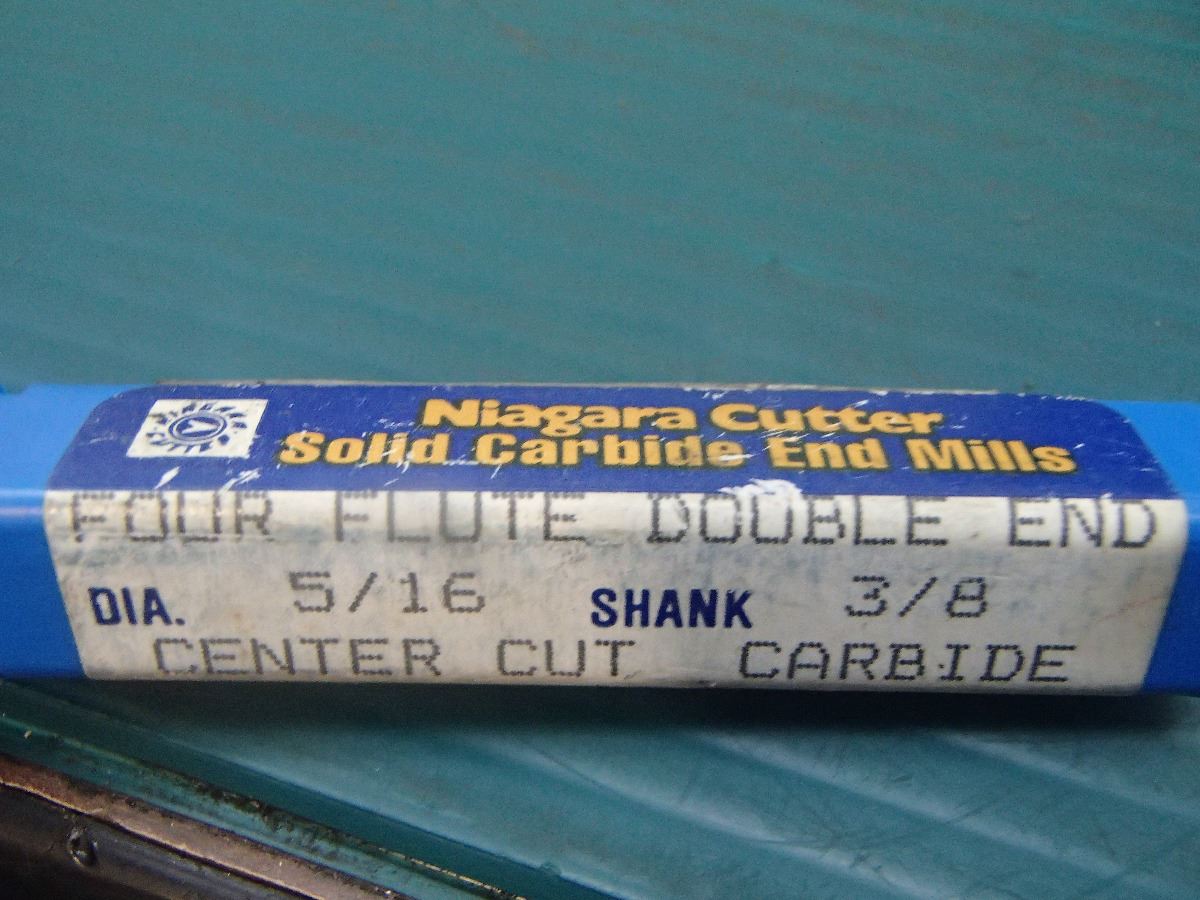 Niagara Cutter
Solid Carbide End Mills
FOUR FLUTE DOUBLE END
DIA. 5/16 SHANK 3/8
CENTER CUT CARBIDE